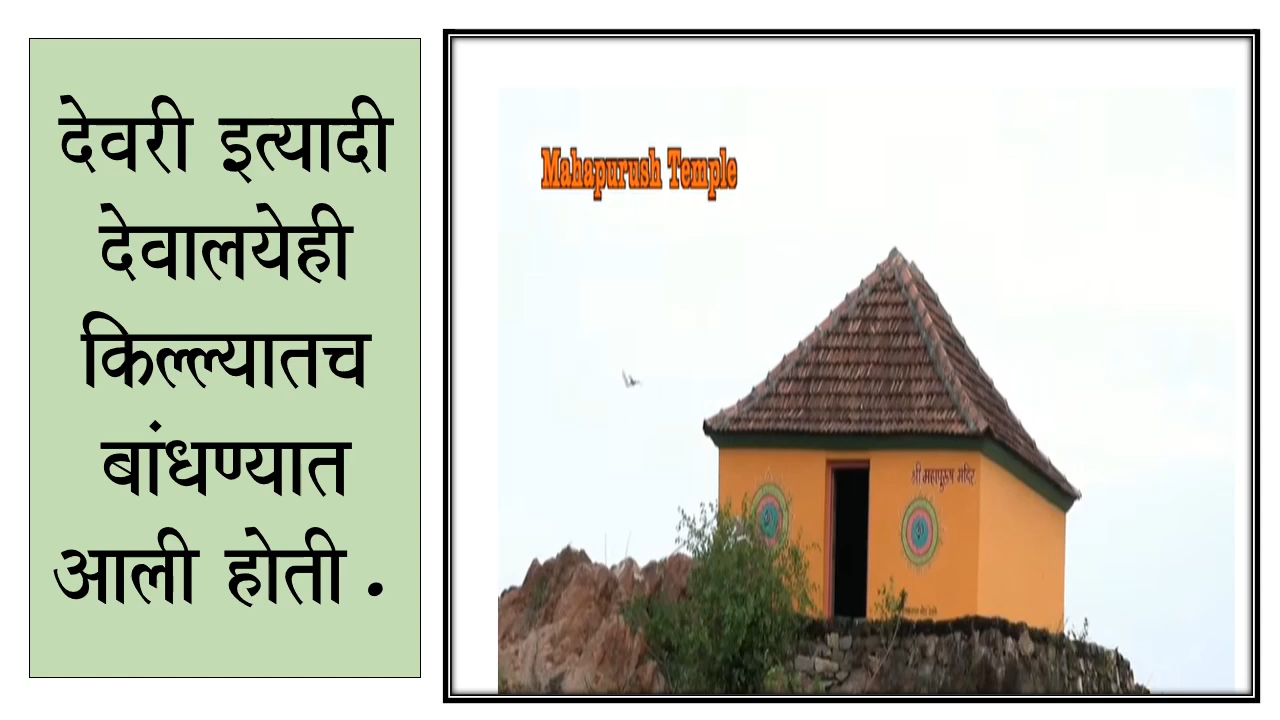 देवरी इत्यादी
देवालयेही
किल्ल्यातच
बांधण्यात
आली होती.
Mahapurush Temple
श्री महापुरूष मंदिर